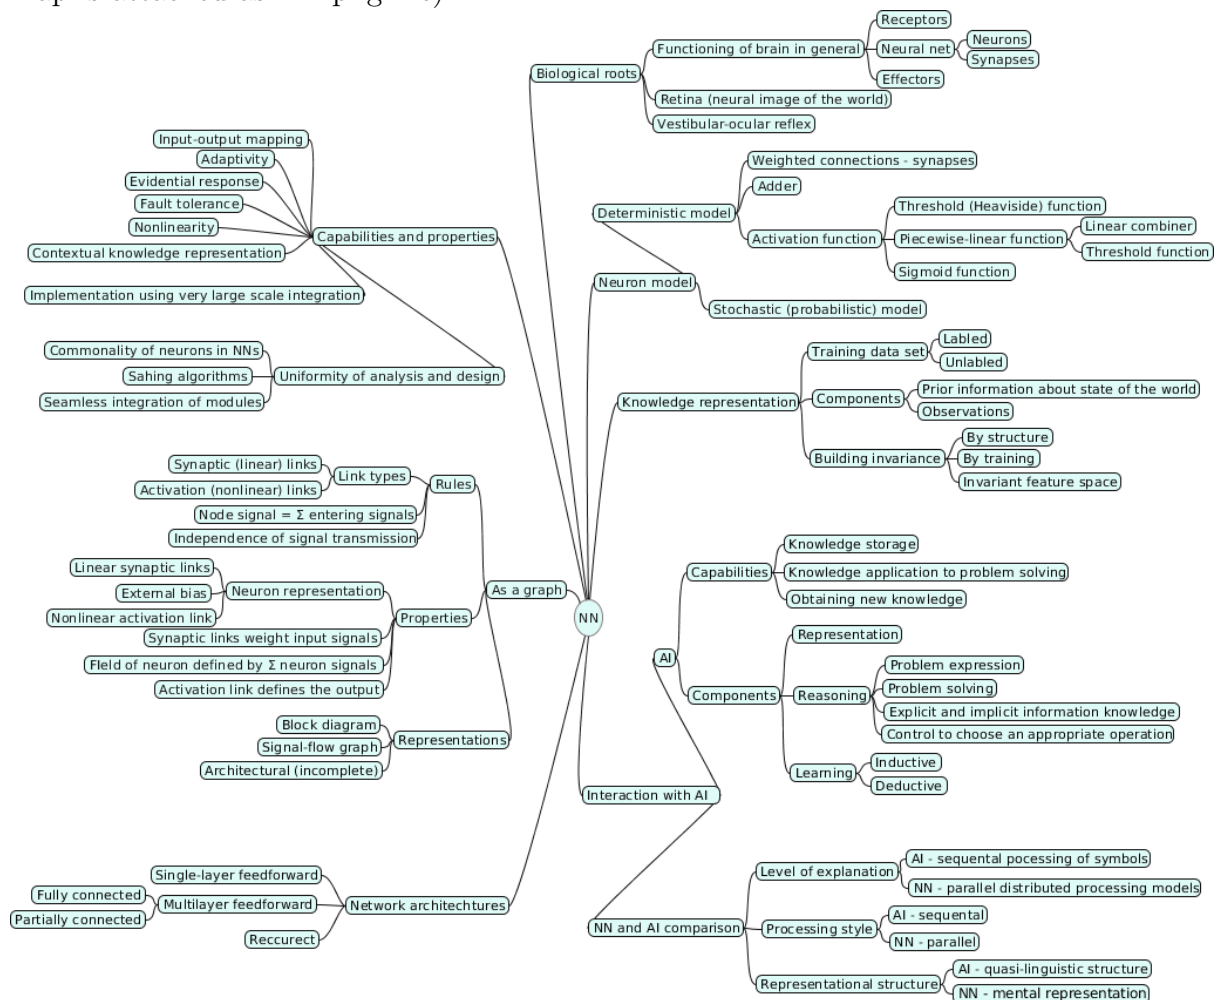 Receptors
Functioning of brain in general
Neural net
Neurons
Synapses
Biological roots
Effectors
Retina (neural image of the world)
Vestibular-ocular reflex
Input-output mapping
Adaptivity
Evidential response
Fault tolerance
Nonlinearity
Contextual knowledge representation
Capabilities and properties
Implementation using very large scale integration
Commonality of neurons in NNs
Sahing algorithms
Uniformity of analysis and design
Seamless integration of modules
Weighted connections - synapses
Adder
Deterministic model
Activation function
Threshold (Heaviside) function
Piecewise-linear function
Linear combiner
Threshold function
Sigmoid function
Neuron model
Stochastic (probabilistic) model
Training data set
Labled
Unlabled
Knowledge representation
Components
Prior information about state of the world
Observations
Building invariance
By structure
By training
Invariant feature space
Synaptic (linear) links
Link types
Activation (nonlinear) links
Rules
Node signal = Σ entering signals
Independence of signal transmission
As a graph
NN
Linear synaptic links
External bias
Neuron representation
Nonlinear activation link
Properties
Synaptic links weight input signals
FIeld of neuron defined by Σ neuron signals
Activation link defines the output
Block diagram
Signal-flow graph
Representations
Architectural (incomplete)
Knowledge storage
Capabilities
Knowledge application to problem solving
Obtaining new knowledge
AI
Representation
Components
Reasoning
Problem expression
Problem solving
Explicit and implicit information knowledge
Control to choose an appropriate operation
Learning
Inductive
Deductive
Interaction with AI
Single-layer feedforward
Fully connected
Multilayer feedforward
Network architechtures
Partially connected
Reccurect
Level of explanation
AI - sequental pocessing of symbols
NN - parallel distributed processing models
NN and AI comparison
Processing style
AI - sequental
NN - parallel
Representational structure
AI - quasi-linguistic structure
NN - mental representation